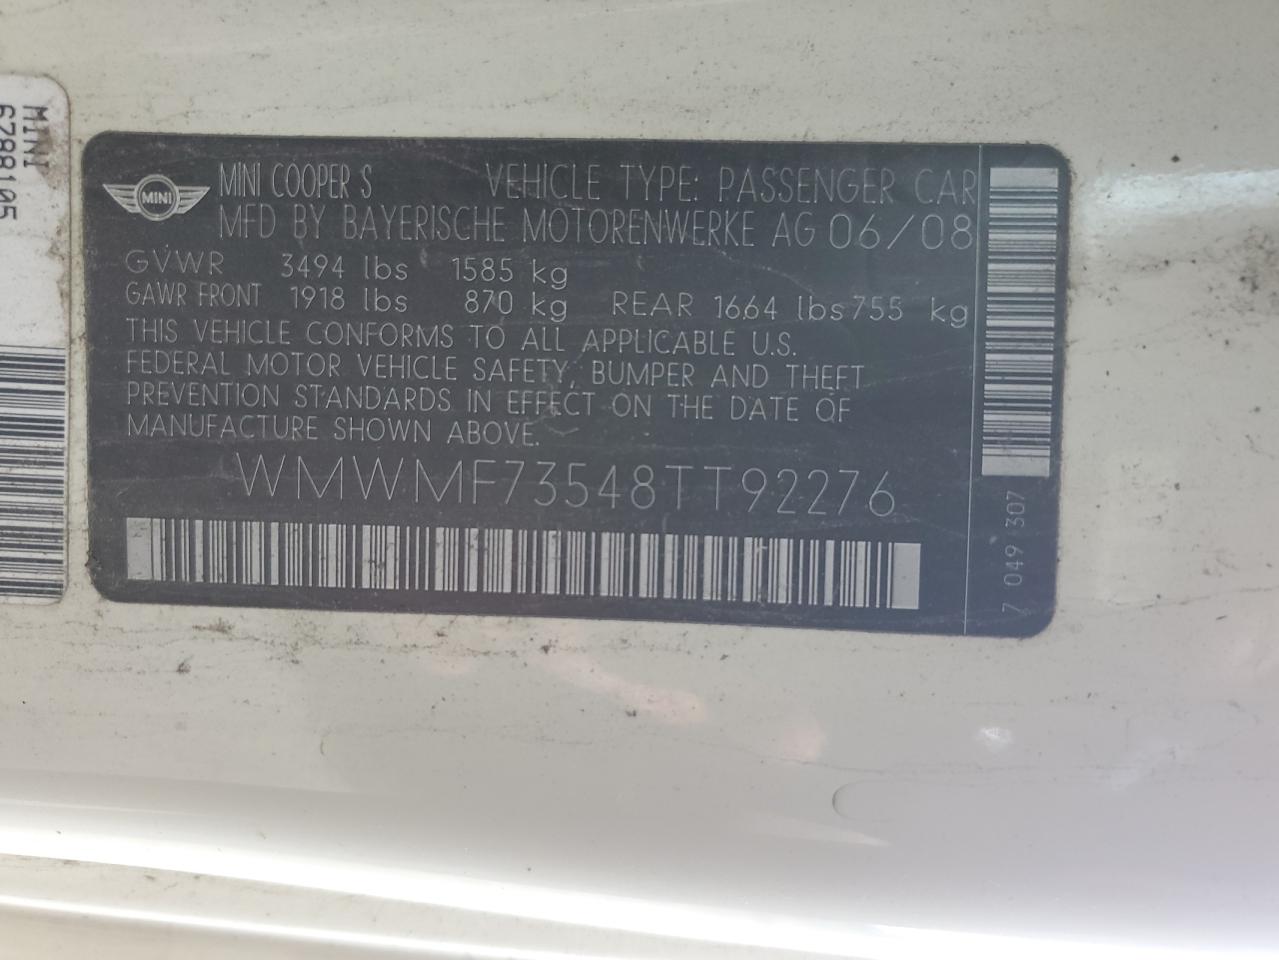 MINI
6788105
MINI
MINI COOPER S VEHICLE TYPE: PASSENGER CAR
MFD BY BAYERISCHE MOTORENWERKE AG 06/08
GVWR 3494 lbs 1585 kg
GAWR FRONT 1918 lbs 870 kg REAR 1664 lbs 755 kg
THIS VEHICLE CONFORMS TO ALL APPLICABLE U.S.
FEDERAL MOTOR VEHICLE SAFETY, BUMPER AND THEFT
PREVENTION STANDARDS IN EFFECT ON THE DATE OF
MANUFACTURE SHOWN ABOVE.
WMWMF73548TT92276
7 049 307